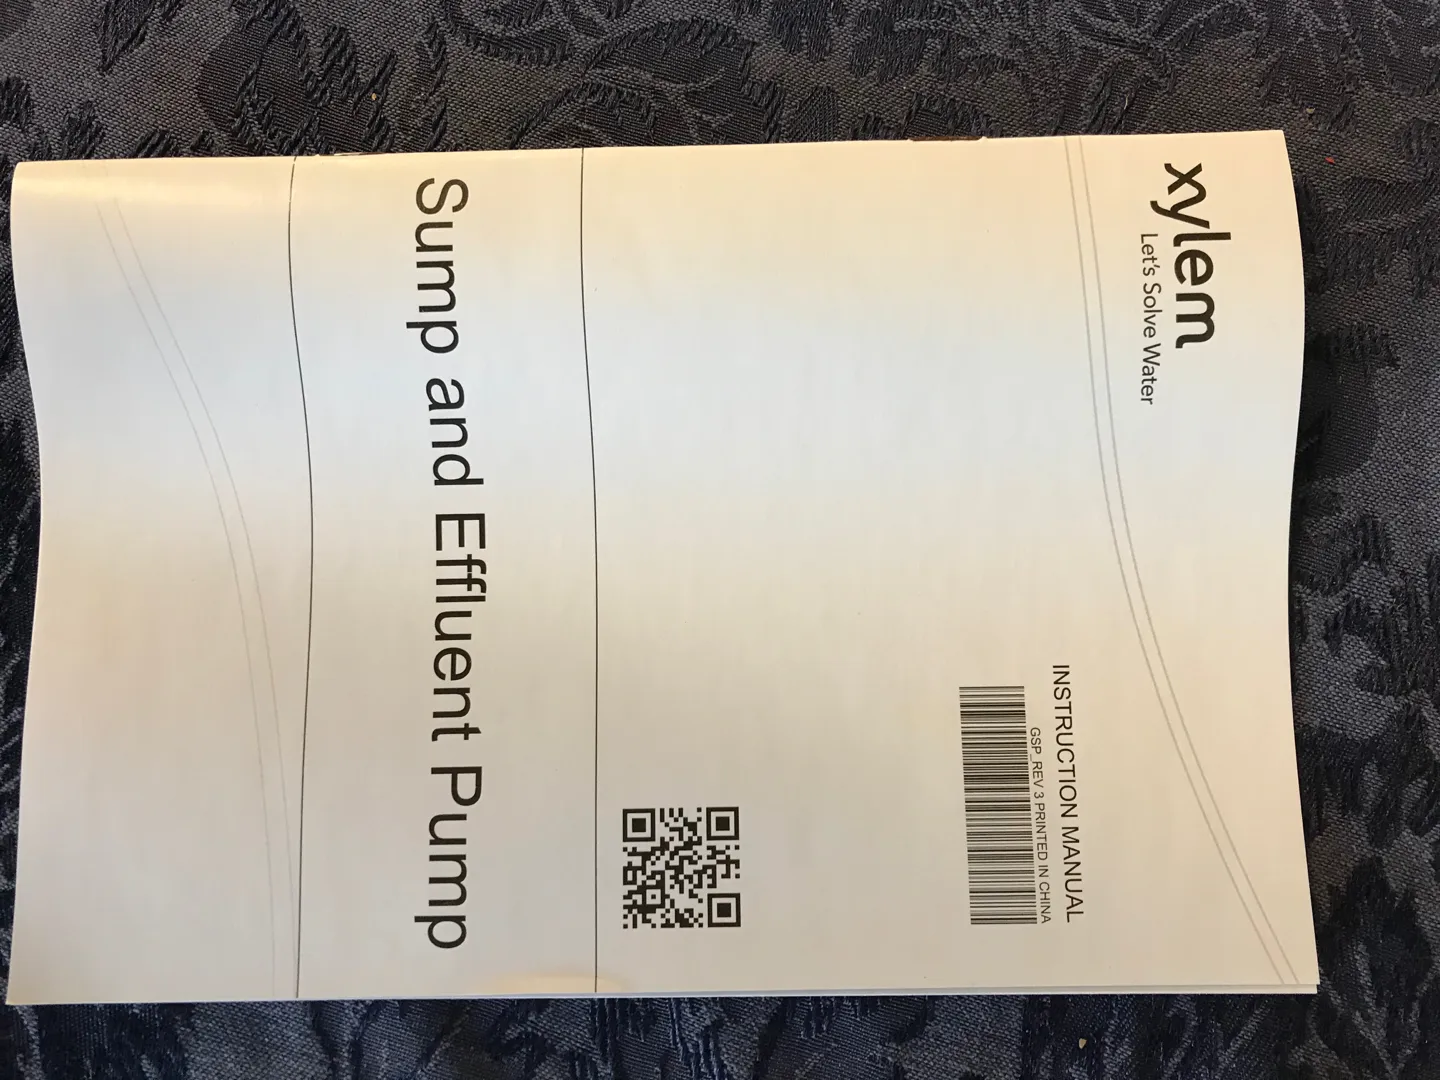 xylem
Let's Solve Water
INSTRUCTION MANUAL
GSP_REV 3 PRINTED IN CHINA
Sump and Effluent Pump